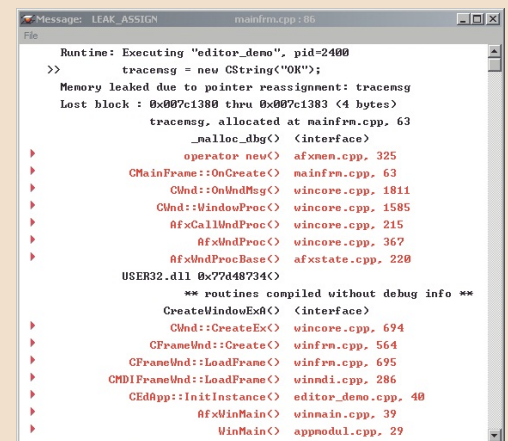 Message: LEAK_ASSIGN mainfrm.cpp : 86
File
Runtime: Executing "editor_demo", pid=2400
>> tracemsg = new CString("OK");
Memory leaked due to pointer reassignment: tracemsg
Lost block : 0x007c1380 thru 0x007c1383 (4 bytes)
tracemsg, allocated at mainfrm.cpp, 63
_malloc_dbg() (interface)
operator new() afxmem.cpp, 325
CMainFrame::OnCreate() mainfrm.cpp, 63
CWnd::OnWndMsg() wincore.cpp, 1811
CWnd::WindowProc() wincore.cpp, 1585
AfxCallWndProc() wincore.cpp, 215
AfxWndProc() wincore.cpp, 367
AfxWndProcBase() afxstate.cpp, 220
USER32.dll 0x77d48734()
** routines compiled without debug info **
CreateWindowExA() (interface)
CWnd::CreateEx() wincore.cpp, 694
CFrameWnd::Create() winfrm.cpp, 564
CFrameWnd::LoadFrame() winfrm.cpp, 695
CMDIFrameWnd::LoadFrame() winmdi.cpp, 286
CEdApp::InitInstance() editor_demo.cpp, 40
AfxWinMain() winmain.cpp, 39
WinMain() appmodul.cpp, 29